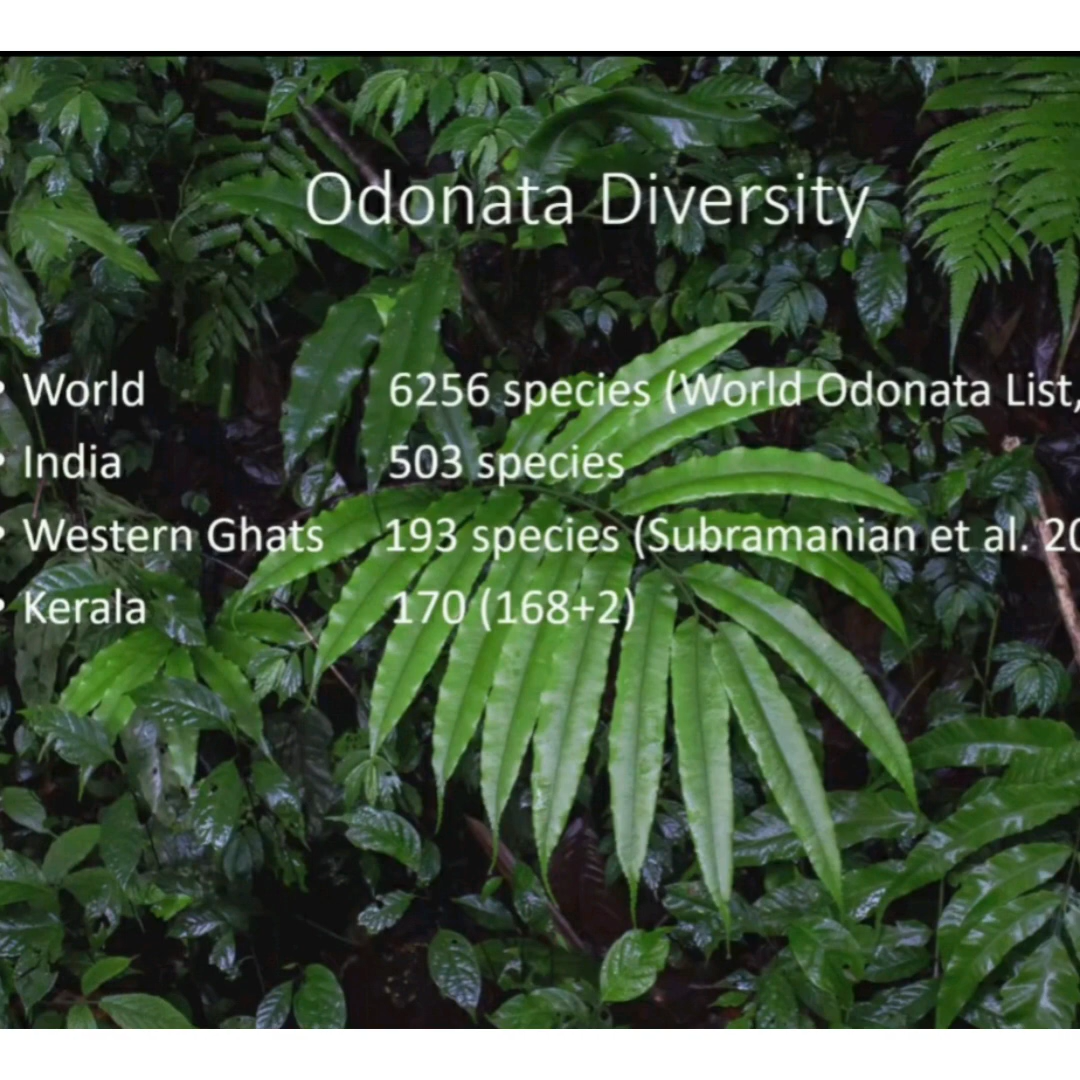 Odonata Diversity
• World 6256 species (World Odonata List,
• India 503 species
• Western Ghats 193 species (Subramanian et al. 20
• Kerala 170 (168+2)